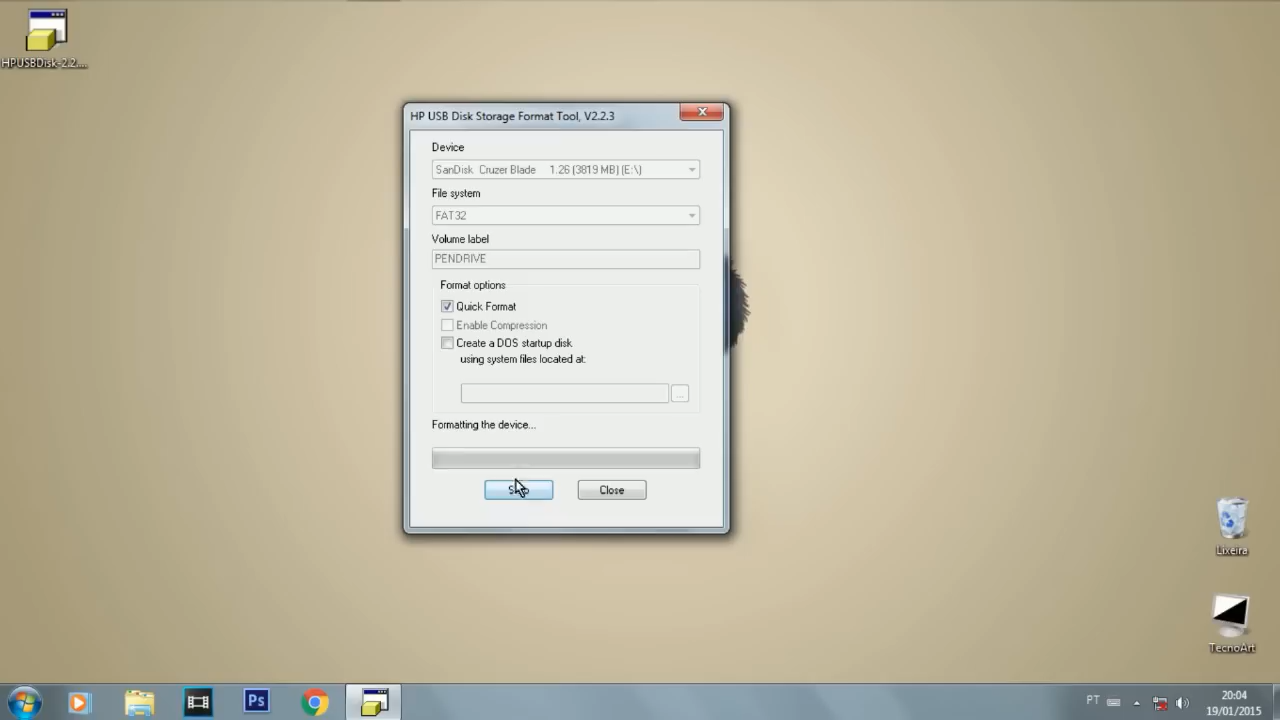 HPUSBDisk-2.2....
HP USB Disk Storage Format Tool, V2.2.3
Device
SanDisk Cruzer Blade 1.26 (3819 MB) (E:\)
File system
FAT32
Volume label
PENDRIVE
Format options
Quick Format
Enable Compression
Create a DOS startup disk
using system files located at:
...
Formatting the device...
Close
Lixeira
TecnoArt
Ps
PT
20:04
19/01/2015